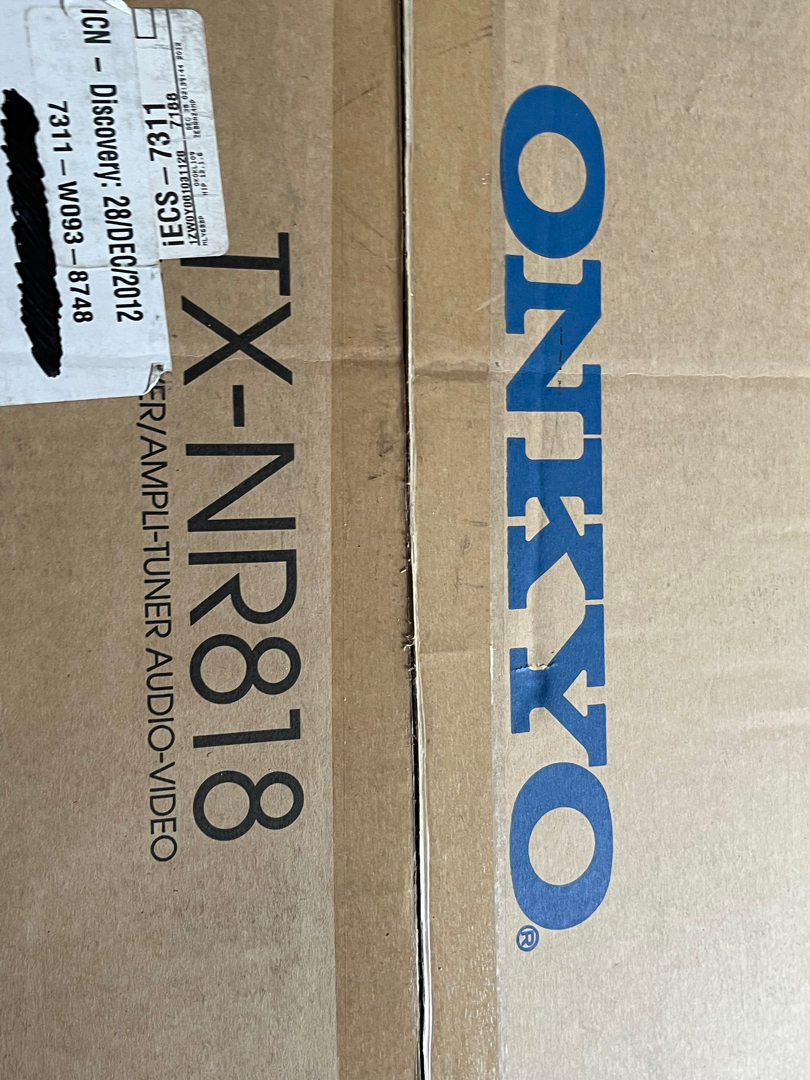 ONKYO®
TX-NR818
ER/AMPLI-TUNER AUDIO-VIDEO
iECS – 7311
7188
1ZW0Y061031120
ICN – Discovery: 28/DEC/2012
7311 – W093 – 8748